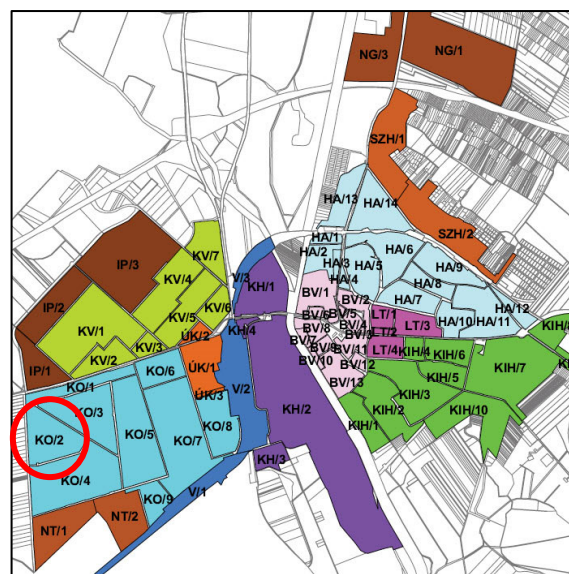 NG/3
NG/1
SZH/1
HA/13
HA/14
SZH/2
HA/1
HA/2
HA/3
HA/4
HA/5
HA/6
HA/9
HA/8
HA/7
HA/10
HA/11
HA/12
KV/7
IP/3
KV/4
V/3
KH/1
IP/2
KV/6
KV/5
KV/1
ÚK/2
KH/4
KV/3
KV/2
IP/1
BV/1
BV/2
BV/5
BV/6
BV/4
BV/8
BV/3
BV/7
BV/9
BV/11
BV/10
BV/12
BV/13
LT/1
LT/2
LT/3
LT/4
KIH/4
KIH/6
KIH/8
KIH/7
KIH/5
KIH/3
KIH/2
KIH/10
KIH/1
KO/1
KO/6
ÚK/1
ÚK/3
V/2
KO/3
KO/2
KO/5
KO/7
KO/8
KH/2
KO/4
KH/3
KO/9
V/1
NT/1
NT/2